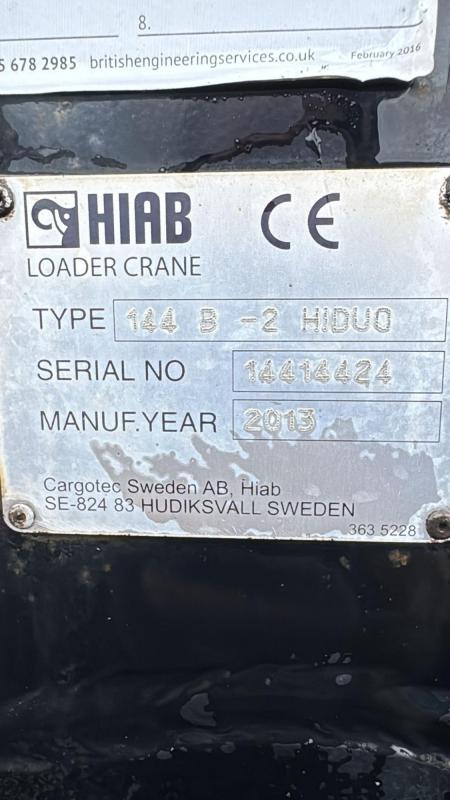 8.
5 678 2985 britishengineeringservices.co.uk February 2016
HIAB CE
LOADER CRANE
TYPE 144 B -2 HIDUO
SERIAL NO 14414424
MANUF.YEAR 2013
Cargotec Sweden AB, Hiab
SE-824 83 HUDIKSVALL SWEDEN
363 5228